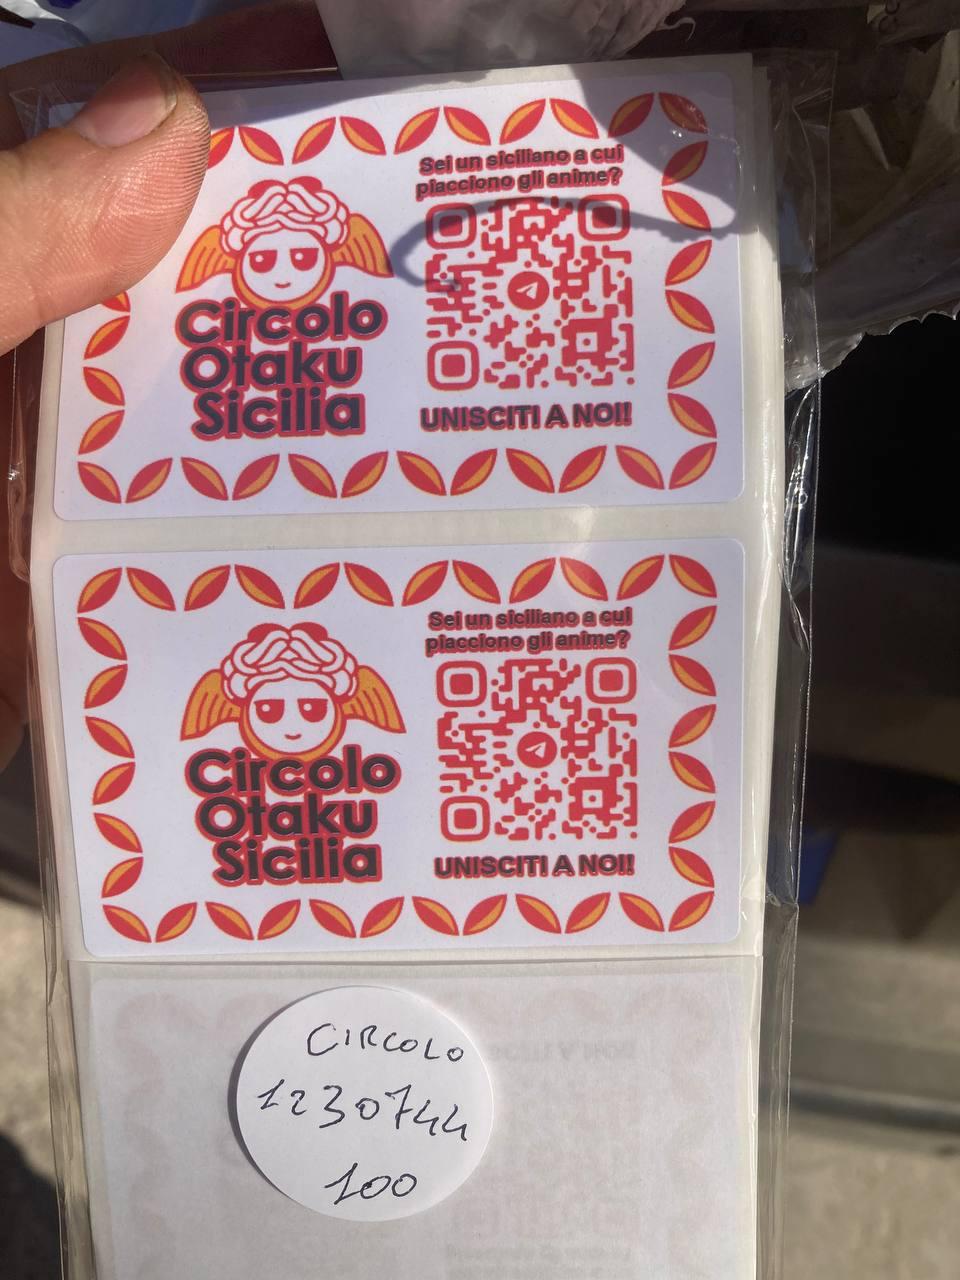 Sei un siciliano a cui
piacciono gli anime?
Circolo
Otaku
Sicilia
UNISCITI A NOI!
Sei un siciliano a cui
piacciono gli anime?
Circolo
Otaku
Sicilia
UNISCITI A NOI!
CIRCOLO
1230744
100